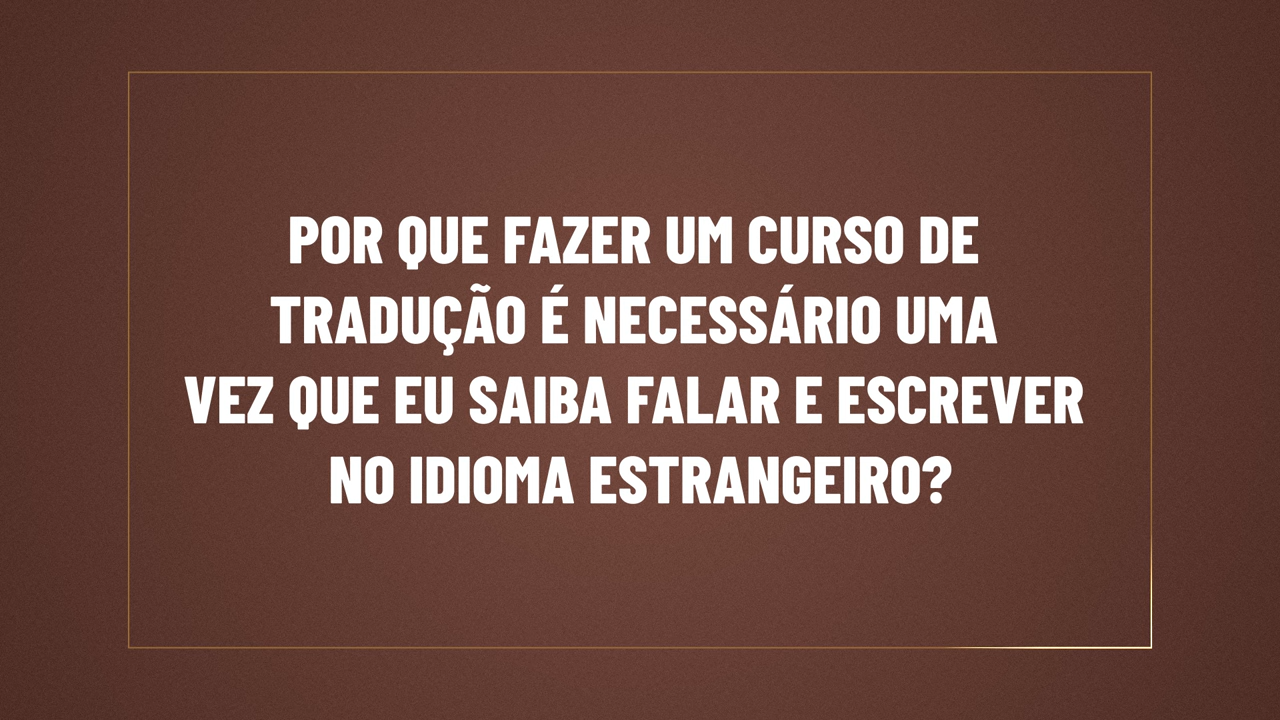 POR QUE FAZER UM CURSO DE
TRADUÇÃO É NECESSÁRIO UMA
VEZ QUE EU SAIBA FALAR E ESCREVER
NO IDIOMA ESTRANGEIRO?